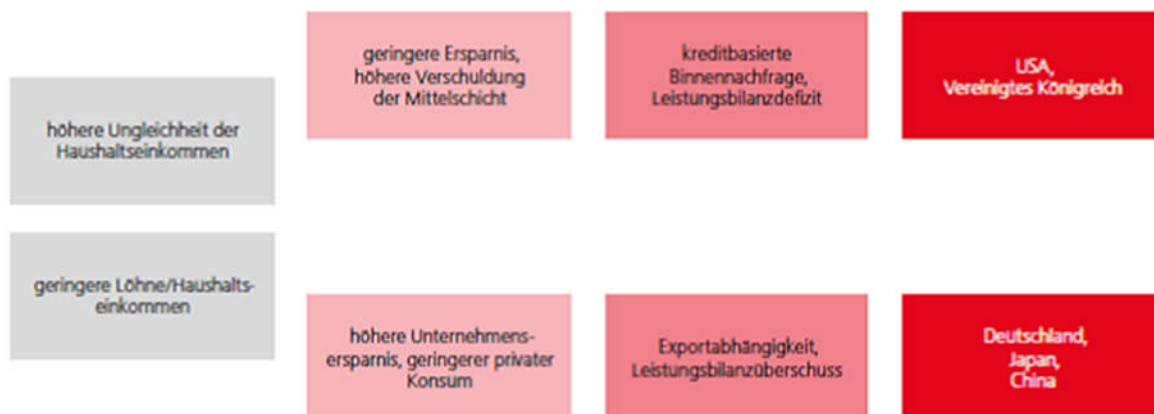 höhere Ungleichheit der
Haushaltseinkommen
geringere Löhne/Haushalts-
einkommen
geringere Ersparnis,
höhere Verschuldung
der Mittelschicht
kreditbasierte
Binnennachfrage,
Leistungsbilanzdefizit
USA,
Vereinigtes Königreich
höhere Unternehmens-
ersparnis, geringerer privater
Konsum
Exportabhängigkeit,
Leistungsbilanzüberschuss
Deutschland,
Japan,
China